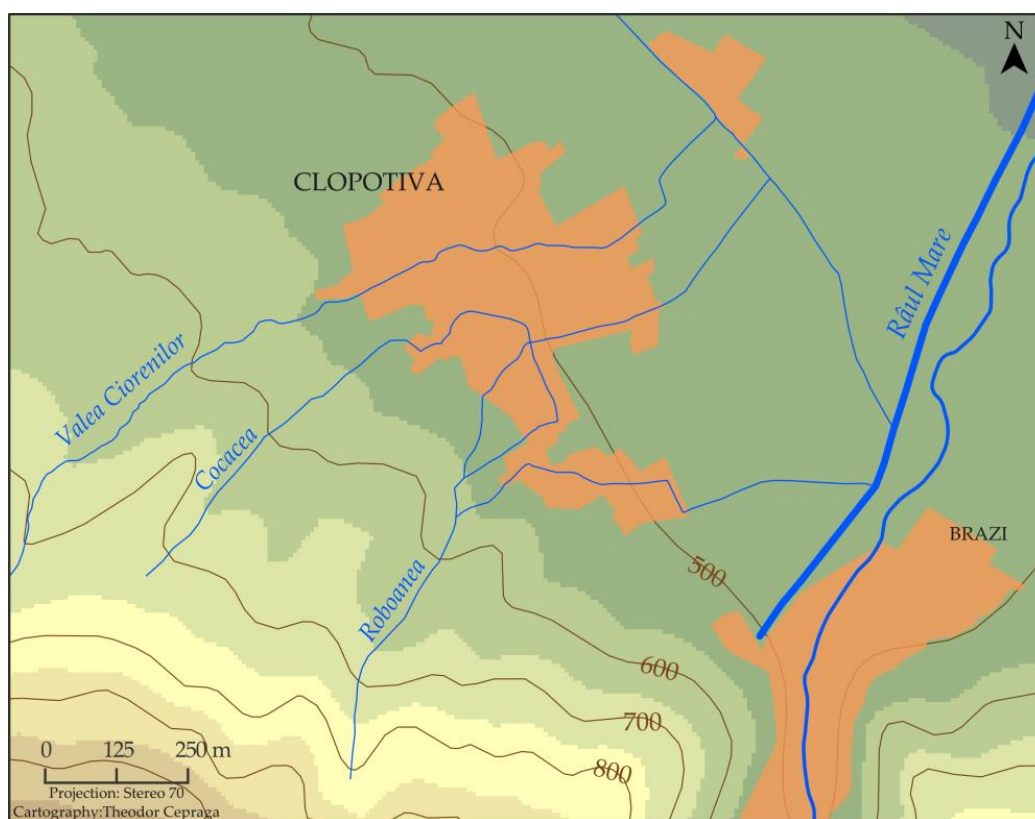 N
CLOPOTIVA
Râul Mare
Valea Ciorenilor
Cocacea
BRAZI
500
Roboanea
600
700
800
0 125 250 m
Projection: Stereo 70
Cartography:Theodor Cepraga